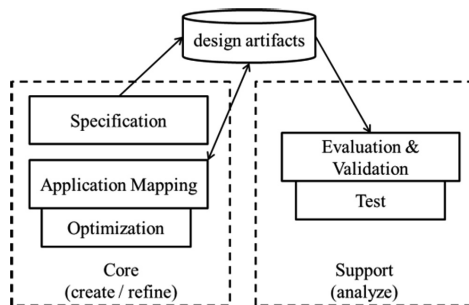 design artifacts
Specification
Application Mapping
Optimization
Core
(create / refine)
Evaluation &
Validation
Test
Support
(analyze)